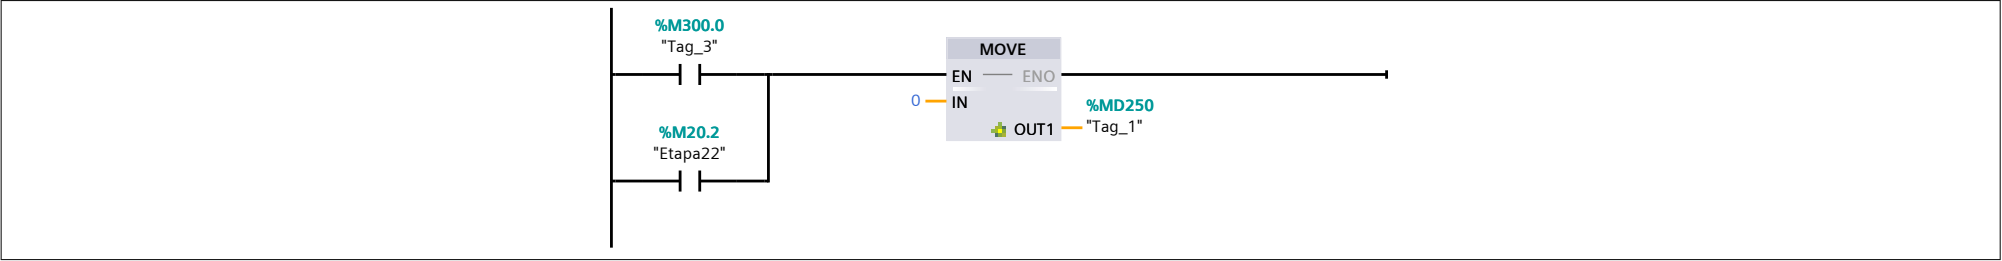 %M300.0
"Tag_3"
MOVE
EN
ENO
0
IN
%MD250
OUT1
"Tag_1"
%M20.2
"Etapa22"